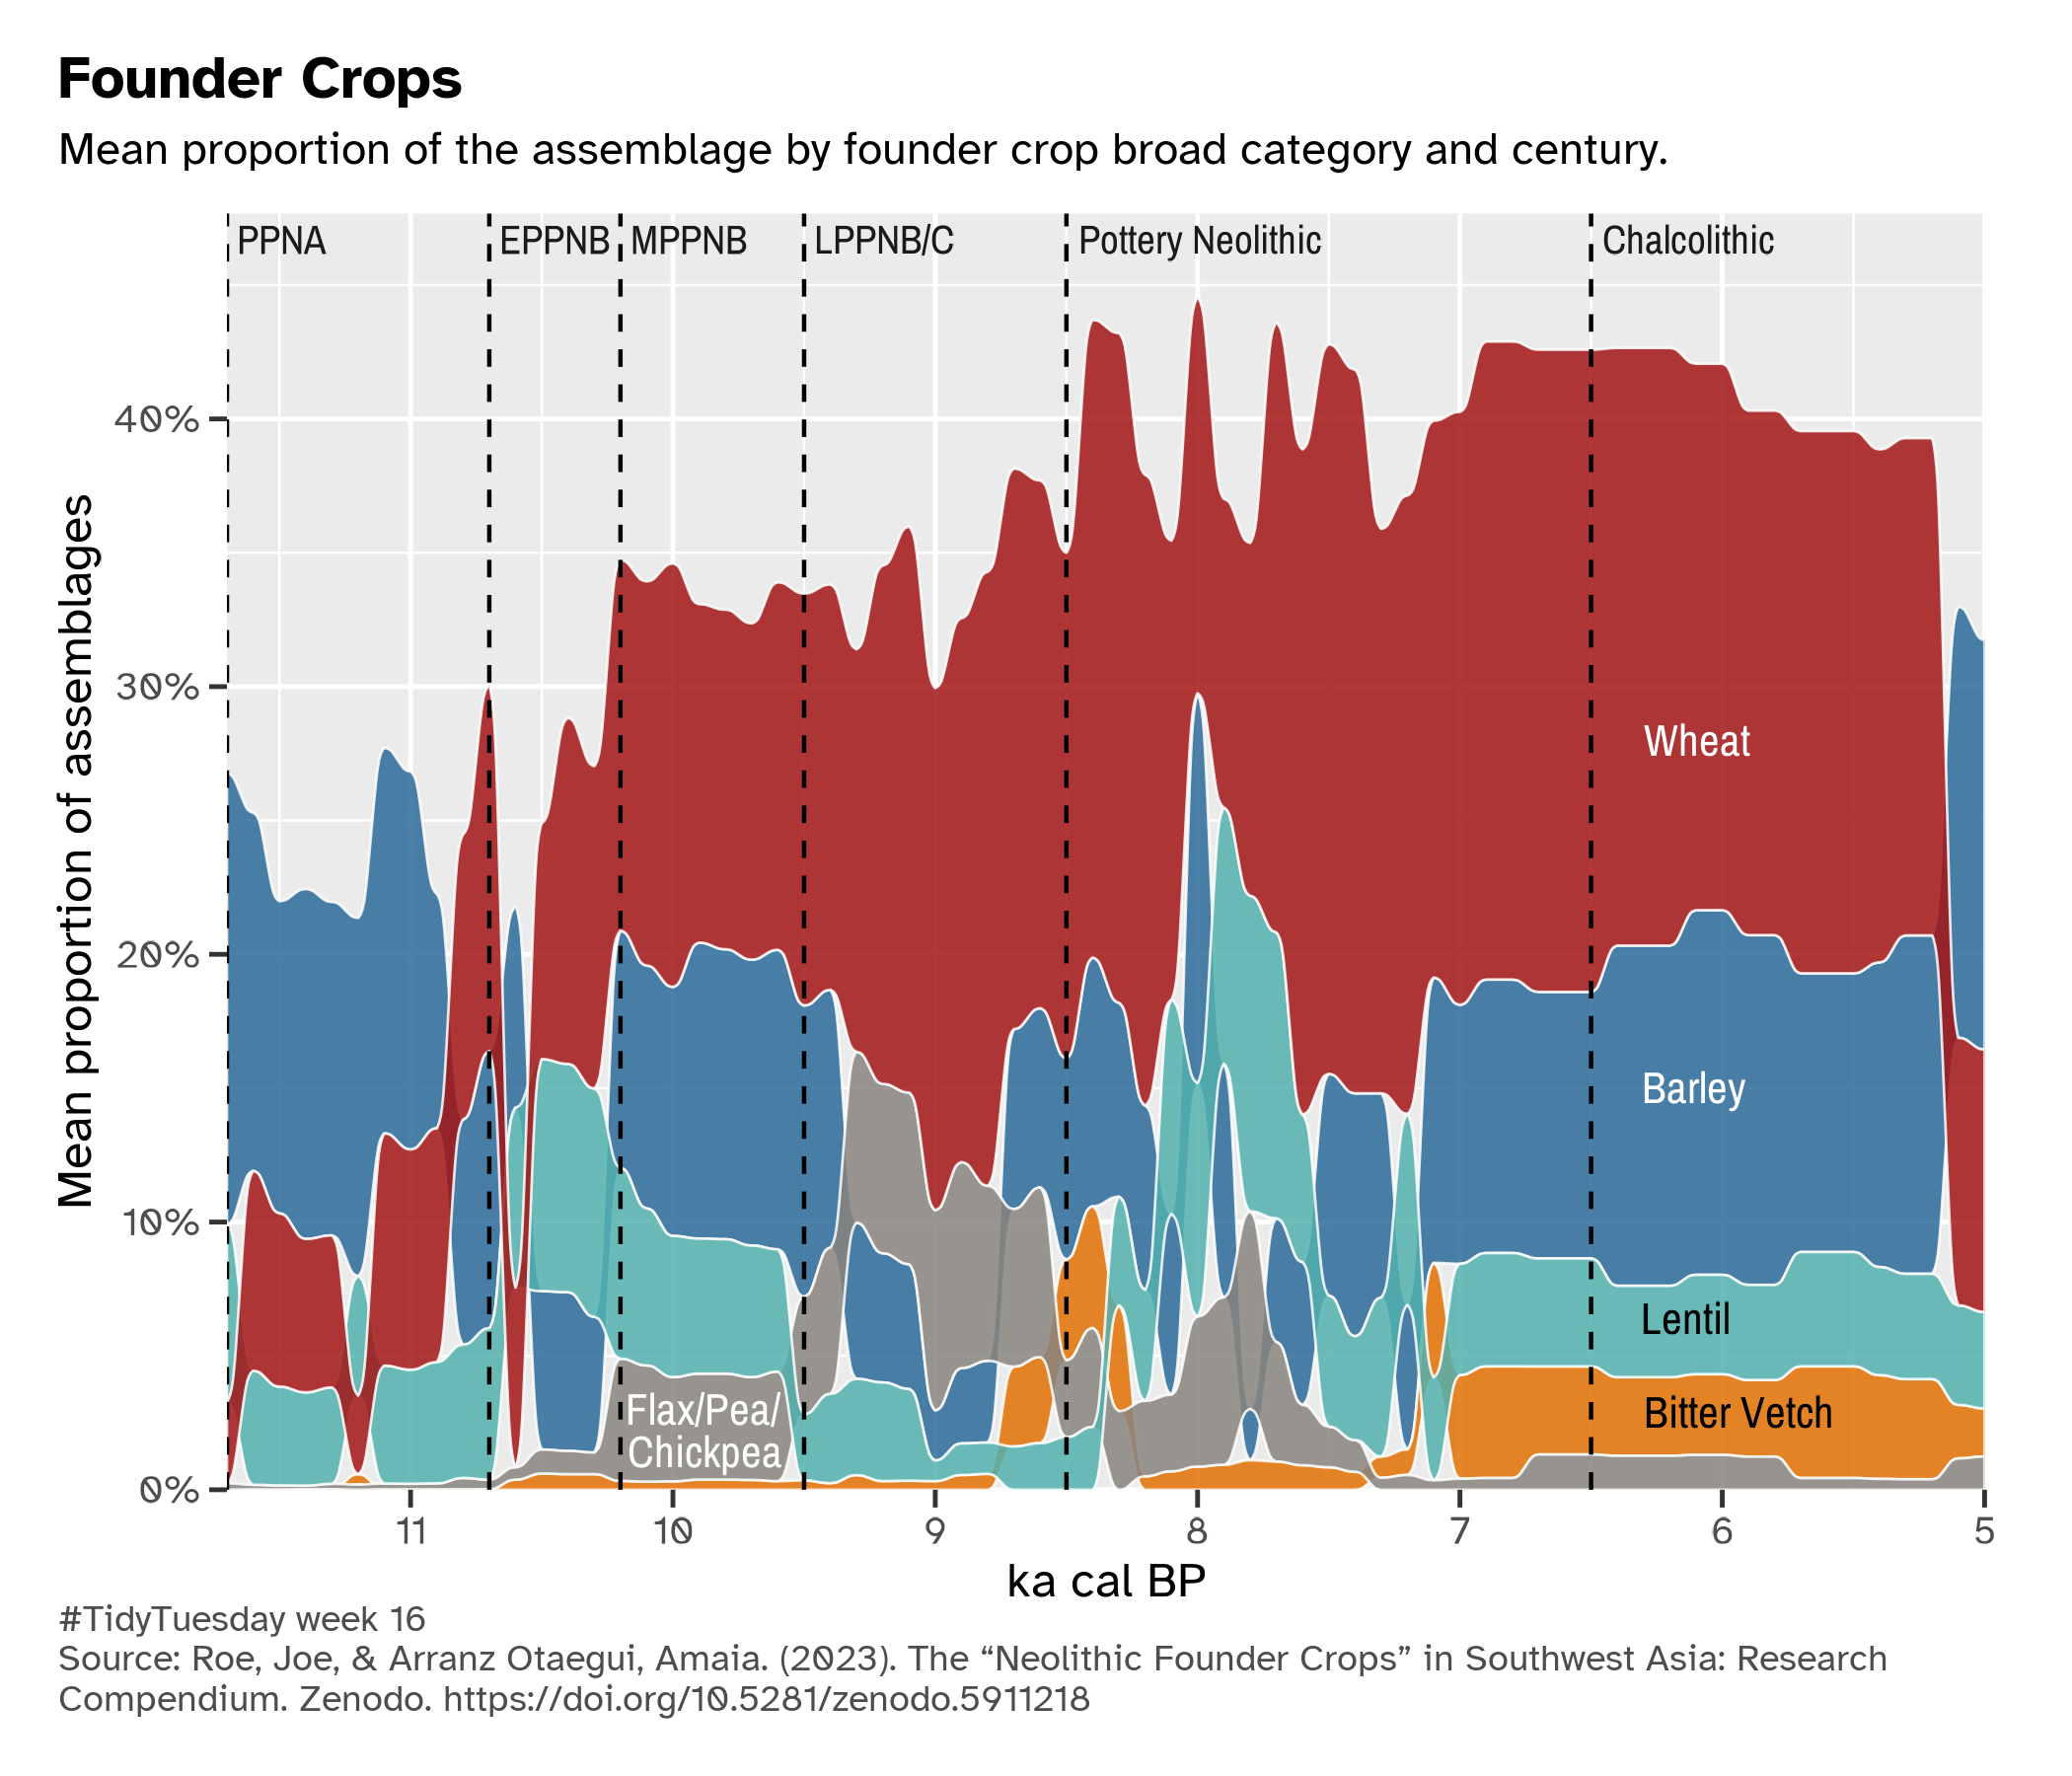 Founder Crops
Mean proportion of the assemblage by founder crop broad category and century.
PPNA
EPPNB
MPPNB
LPPNB/C
Pottery Neolithic
Chalcolithic
Mean proportion of assemblages
40%
30%
20%
10%
0%
Wheat
Barley
Lentil
Bitter Vetch
Flax/Pea/
Chickpea
11
10
9
8
7
6
5
ka cal BP
#TidyTuesday week 16
Source: Roe, Joe, & Arranz Otaegui, Amaia. (2023). The “Neolithic Founder Crops” in Southwest Asia: Research
Compendium. Zenodo. https://doi.org/10.5281/zenodo.5911218